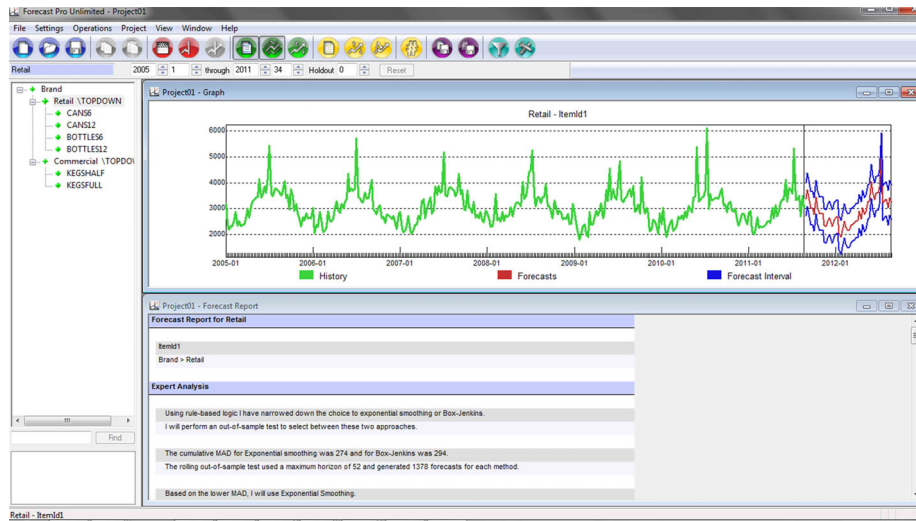 Forecast Pro Unlimited - Project01
File Settings Operations Project View Window Help
Retail 2005 1 through 2011 34 Holdout 0 Reset
Brand
Retail \TOPDOWN
CANS6
CANS12
BOTTLES6
BOTTLES12
Commercial \TOPDO
KEGSHALF
KEGSFULL
Find
Project01 - Graph
Retail - ItemId1
6000
5000
4000
3000
2000
2005-01 2006-01 2007-01 2008-01 2009-01 2010-01 2011-01 2012-01
History Forecasts Forecast Interval
Project01 - Forecast Report
Forecast Report for Retail
ItemId1
Brand > Retail
Expert Analysis
Using rule-based logic I have narrowed down the choice to exponential smoothing or Box-Jenkins.
I will perform an out-of-sample test to select between these two approaches.
The cumulative MAD for Exponential smoothing was 274 and for Box-Jenkins was 294.
The rolling out-of-sample test used a maximum horizon of 52 and generated 1378 forecasts for each method.
Based on the lower MAD, I will use Exponential Smoothing.
Retail - ItemId1